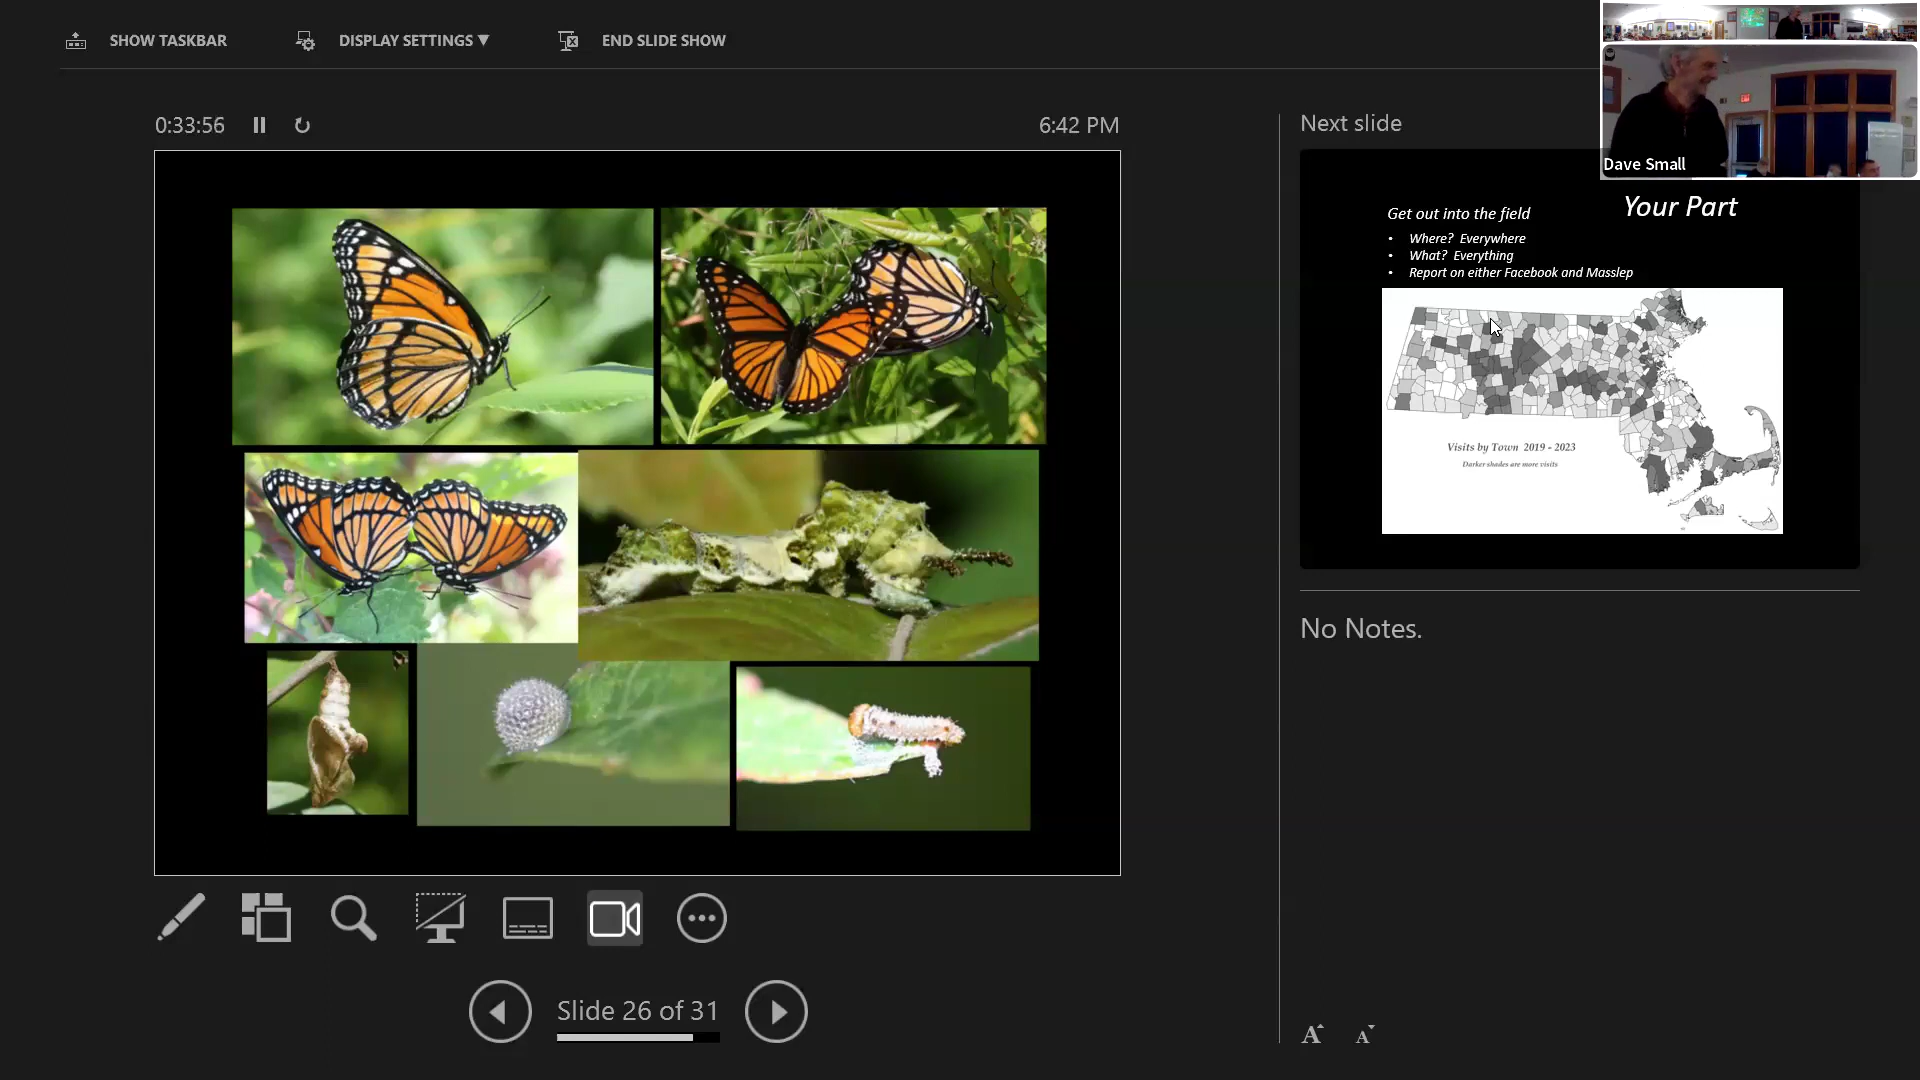 SHOW TASKBAR
DISPLAY SETTINGS ▼
END SLIDE SHOW
0:33:56
6:42 PM
Next slide
Dave Small
Your Part
Get out into the field
• Where? Everywhere
• What? Everything
• Report on either Facebook and Masslep
Visits by Town 2019 - 2023
Darker shades are more visits
No Notes.
Slide 26 of 31
A A